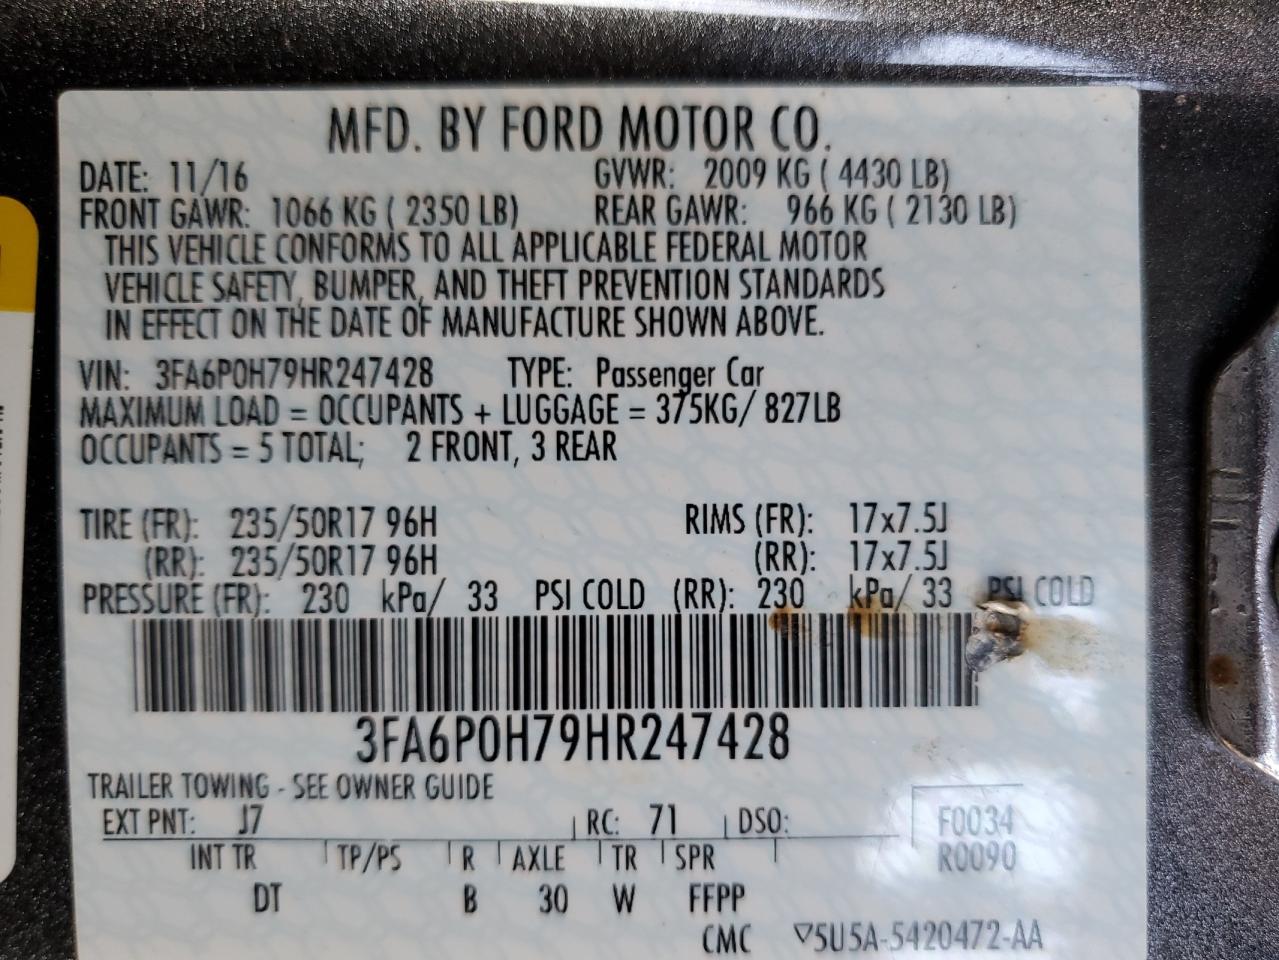 MFD. BY FORD MOTOR CO.
DATE: 11/16 GVWR: 2009 KG ( 4430 LB)
FRONT GAWR: 1066 KG ( 2350 LB) REAR GAWR: 966 KG ( 2130 LB)
THIS VEHICLE CONFORMS TO ALL APPLICABLE FEDERAL MOTOR
VEHICLE SAFETY, BUMPER, AND THEFT PREVENTION STANDARDS
IN EFFECT ON THE DATE OF MANUFACTURE SHOWN ABOVE.
VIN: 3FA6P0H79HR247428 TYPE: Passenger Car
MAXIMUM LOAD = OCCUPANTS + LUGGAGE = 375KG/ 827LB
OCCUPANTS = 5 TOTAL; 2 FRONT, 3 REAR
TIRE (FR): 235/50R17 96H RIMS (FR): 17x7.5J
(RR): 235/50R17 96H (RR): 17x7.5J
PRESSURE (FR): 230 kPa/ 33 PSI COLD (RR): 230 kPa/ 33 PSI COLD
3FA6P0H79HR247428
TRAILER TOWING - SEE OWNER GUIDE
EXT PNT: J7 RC: 71 DSO: F0034
INT TR TP/PS R AXLE TR SPR R0090
DT B 30 W FFPP
CMC ▽5U5A-5420472-AA